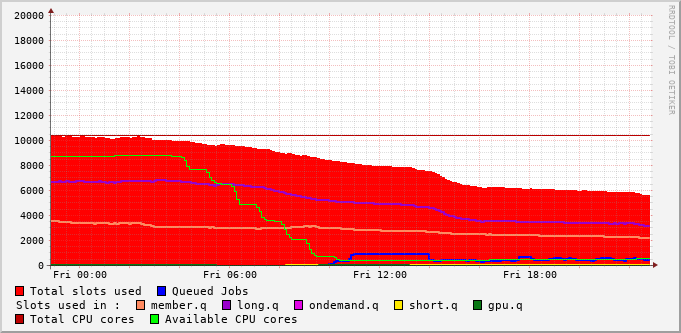 RRDTOOL / TOBI OETIKER
20000
18000
16000
14000
12000
10000
8000
6000
4000
2000
0
Fri 00:00 Fri 06:00 Fri 12:00 Fri 18:00
Total slots used Queued Jobs
Slots used in : member.q long.q ondemand.q short.q gpu.q
Total CPU cores Available CPU cores